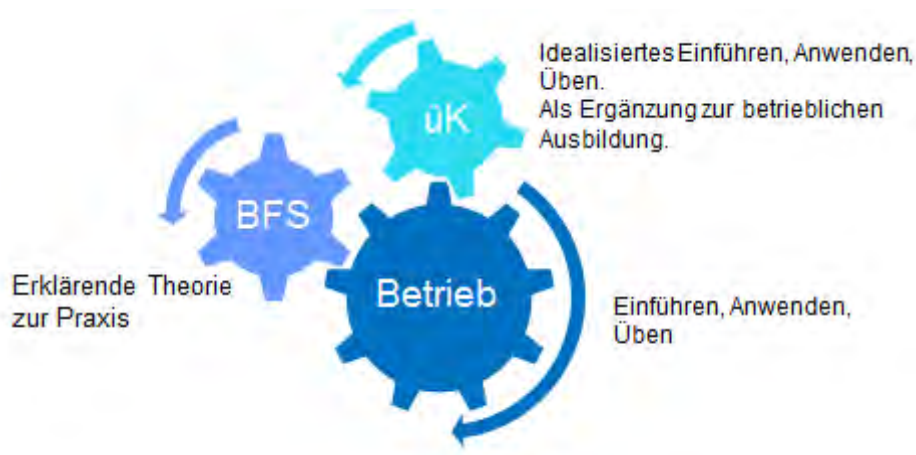 Idealisiertes Einführen, Anwenden,
Üben.
Als Ergänzung zur betrieblichen
Ausbildung.
üK
BFS
Erklärende Theorie
zur Praxis
Betrieb
Einführen, Anwenden,
Üben